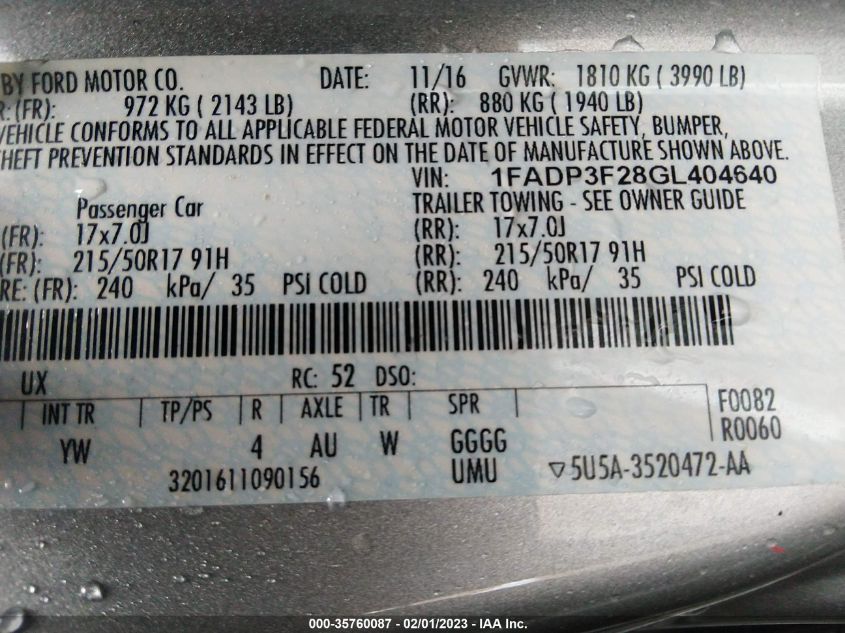 BY FORD MOTOR CO. DATE: 11/16 GVWR: 1810 KG ( 3990 LB)
(FR): 972 KG ( 2143 LB) (RR): 880 KG ( 1940 LB)
VEHICLE CONFORMS TO ALL APPLICABLE FEDERAL MOTOR VEHICLE SAFETY, BUMPER,
THEFT PREVENTION STANDARDS IN EFFECT ON THE DATE OF MANUFACTURE SHOWN ABOVE.
VIN: 1FADP3F28GL404640
Passenger Car TRAILER TOWING - SEE OWNER GUIDE
(FR): 17x7.0J (RR): 17x7.0J
(FR): 215/50R17 91H (RR): 215/50R17 91H
RE: (FR): 240 kPa/ 35 PSI COLD (RR): 240 kPa/ 35 PSI COLD
UX RC: 52 DSO:
INT TR TP/PS R AXLE TR SPR F0082
YW 4 AU W GGGG R0060
3201611090156 UMU ▽5U5A-3520472-AA
000-35760087 - 02/01/2023 - IAA Inc.